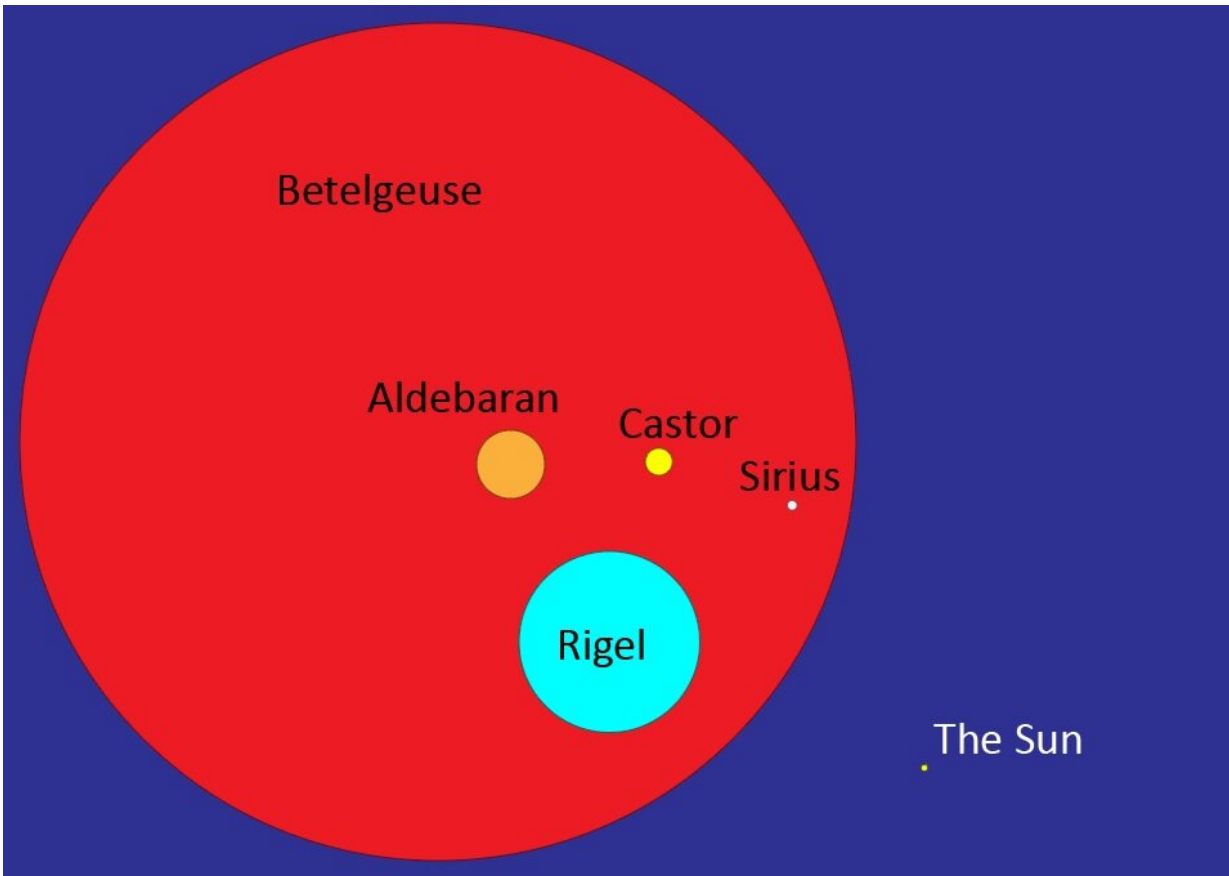 Betelgeuse
Aldebaran
Castor
Sirius
Rigel
The Sun